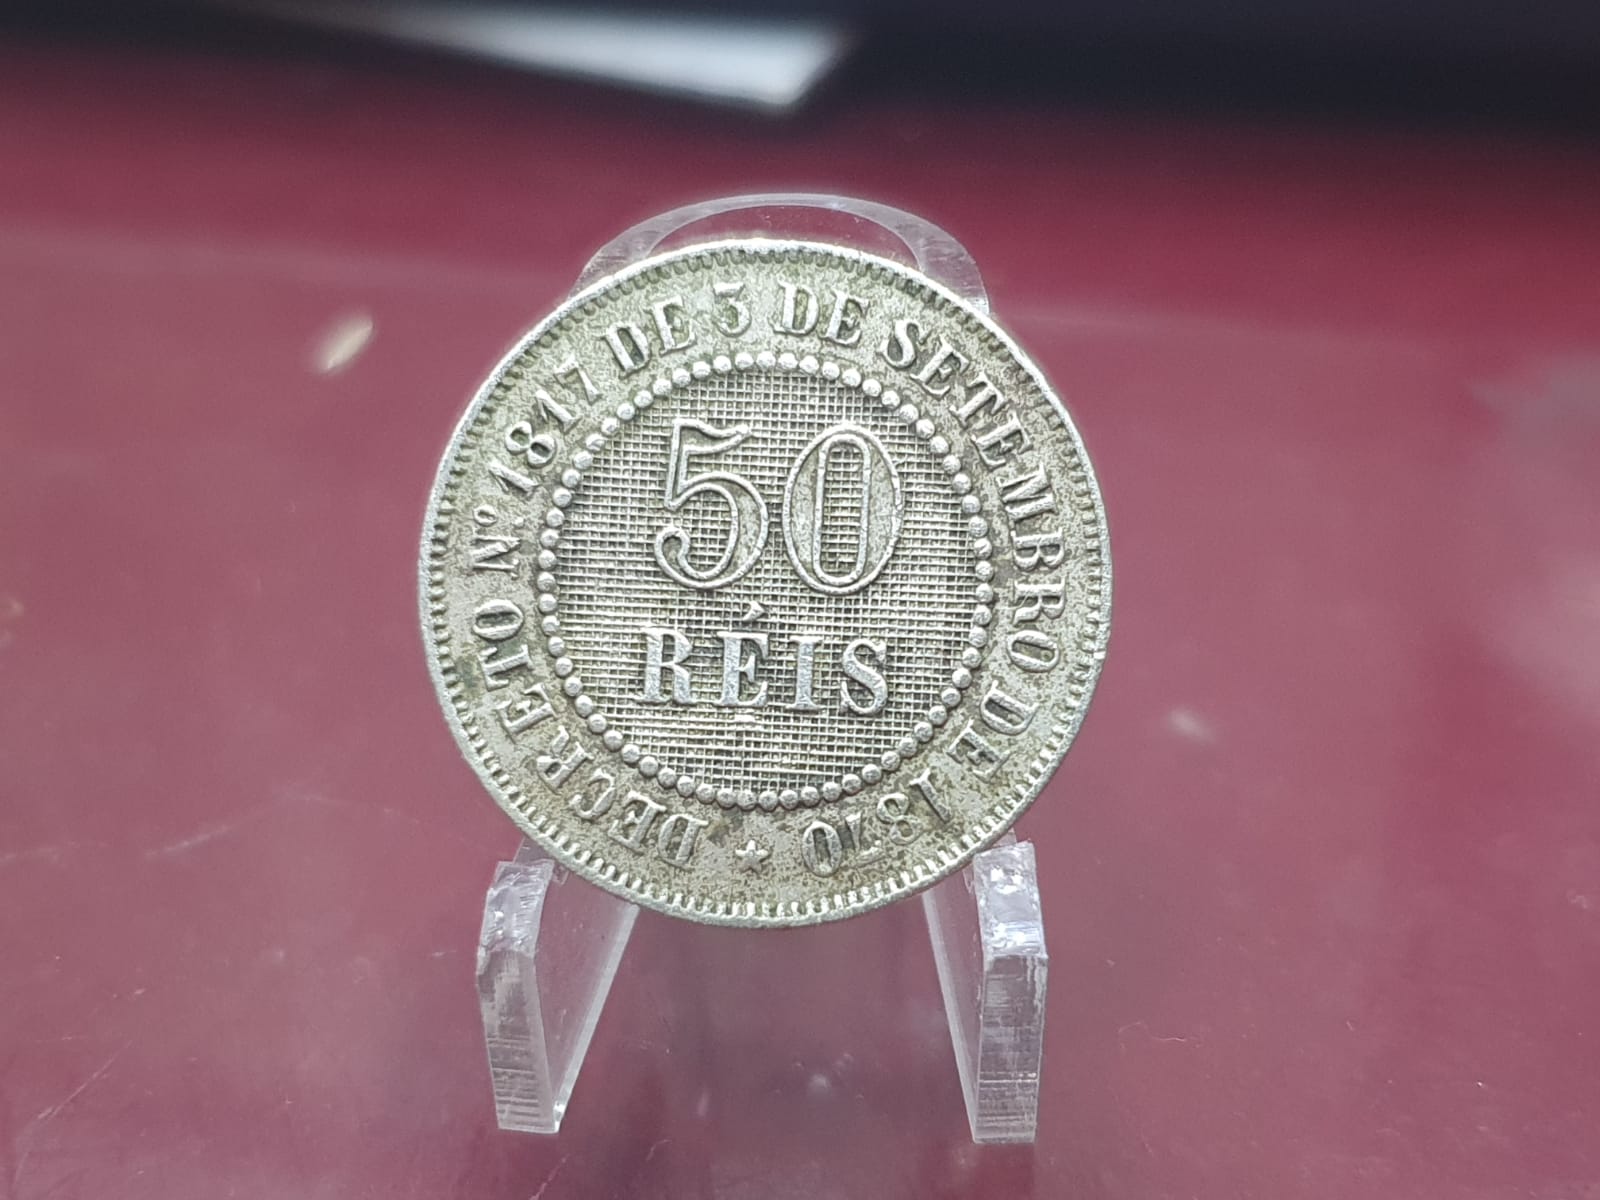 DECRETO Nº. 1817 DE 3 DE SETEMBRO DE 1870
50
RÉIS